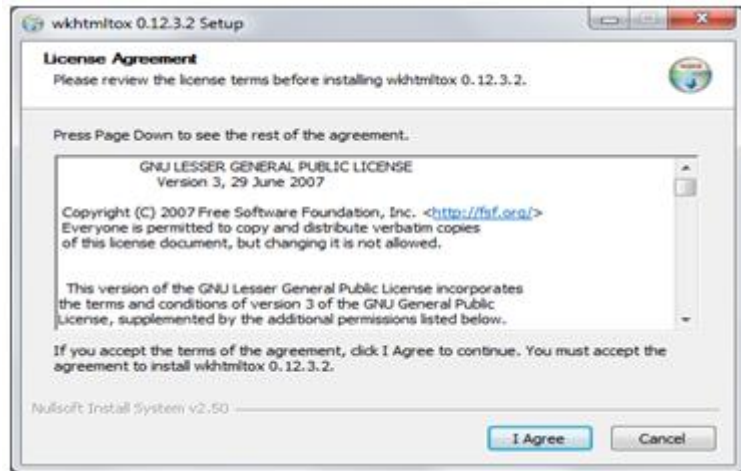 wkhtmltox 0.12.3.2 Setup
License Agreement
Please review the license terms before installing wkhtmltox 0.12.3.2.
Press Page Down to see the rest of the agreement.
GNU LESSER GENERAL PUBLIC LICENSE
Version 3, 29 June 2007
Copyright (C) 2007 Free Software Foundation, Inc. <http://fsf.org/>
Everyone is permitted to copy and distribute verbatim copies
of this license document, but changing it is not allowed.
This version of the GNU Lesser General Public License incorporates
the terms and conditions of version 3 of the GNU General Public
License, supplemented by the additional permissions listed below.
If you accept the terms of the agreement, click I Agree to continue. You must accept the
agreement to install wkhtmltox 0.12.3.2.
Nullsoft Install System v2.50
I Agree Cancel